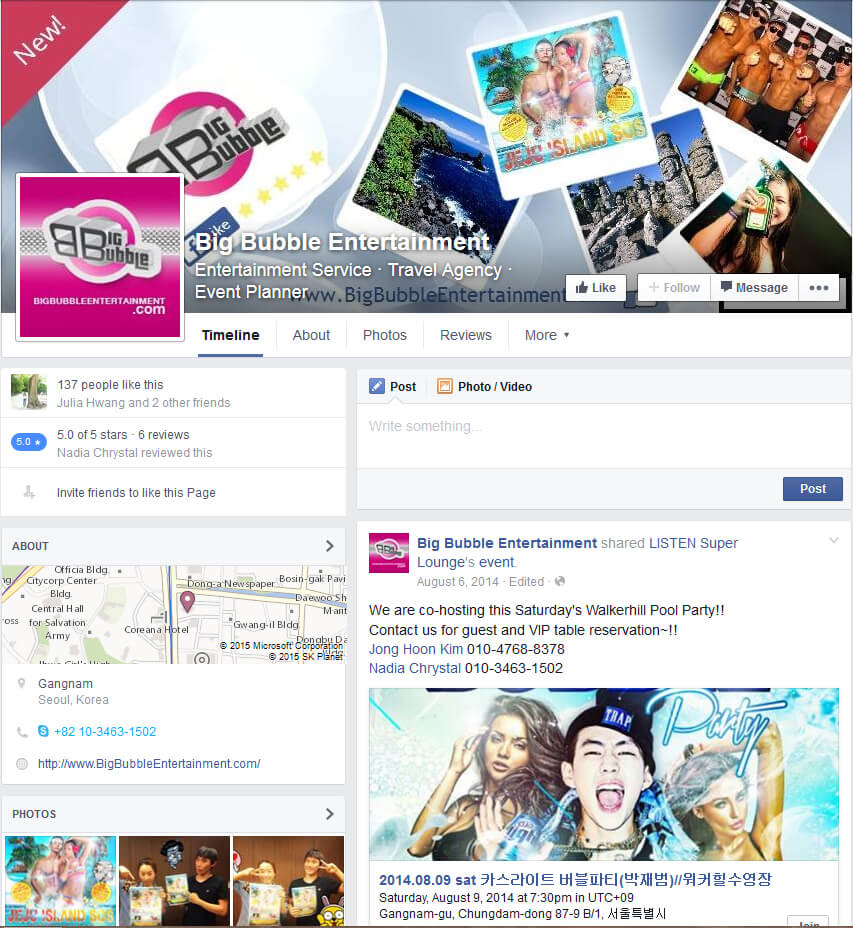 New!
BIG
Bubble
JEJU ISLAND SOS
BIG
Bubble
BIGBUBBLEENTERTAINMENT
.com
Like
Big Bubble Entertainment
Entertainment Service · Travel Agency ·
Event Planner
www.BigBubbleEntertainment
Like
Follow
Message
Timeline
About
Photos
Reviews
More
137 people like this
Julia Hwang and 2 other friends
5.0
5.0 of 5 stars · 6 reviews
Nadia Chrystal reviewed this
Invite friends to like this Page
Post
Photo / Video
Write something...
Post
ABOUT
Officia Bldg.
Citycorp Center
Bldg.
Central Hall
for Salvation
Army
Coreana Hotel
Dong-a Newspaper
Bosin-gak Pavi
Daewoo Sh
Gwang-il Bldg
Dongbu Da
© 2015 Microsoft Corporation
© 2015 SK Planet
Gangnam
Seoul, Korea
+82 10-3463-1502
http://www.BigBubbleEntertainment.com/
PHOTOS
JEJU ISLAND SOS
Big Bubble Entertainment shared LISTEN Super
Lounge's event.
August 6, 2014 · Edited ·
We are co-hosting this Saturday's Walkerhill Pool Party!!
Contact us for guest and VIP table reservation~!!
Jong Hoon Kim 010-4768-8378
Nadia Chrystal 010-3463-1502
TRAP
Party
2014.08.09 sat 카스라이트 버블파티(박재범)//워커힐수영장
Saturday, August 9, 2014 at 7:30pm in UTC+09
Gangnam-gu, Chungdam-dong 87-9 B/1, 서울특별시
Join